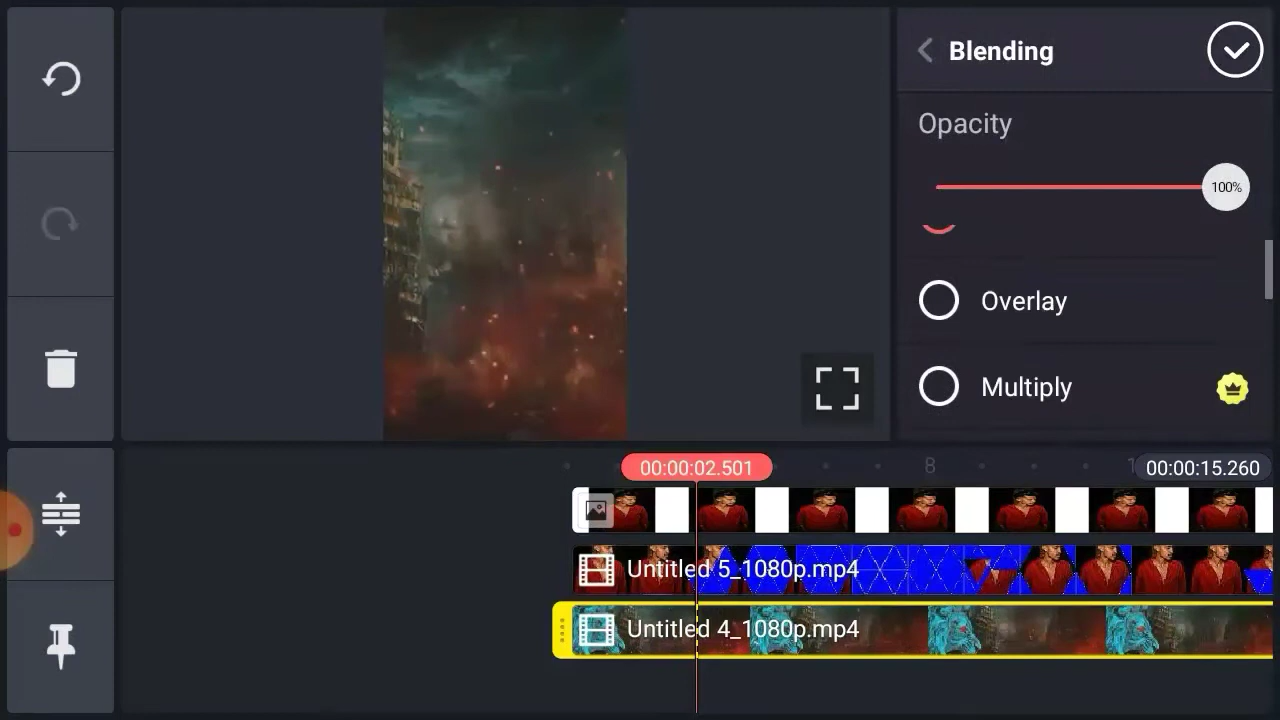 Blending
Opacity
100%
Overlay
Multiply
00:00:02.501
8
00:00:15.260
Untitled 5_1080p.mp4
Untitled 4_1080p.mp4